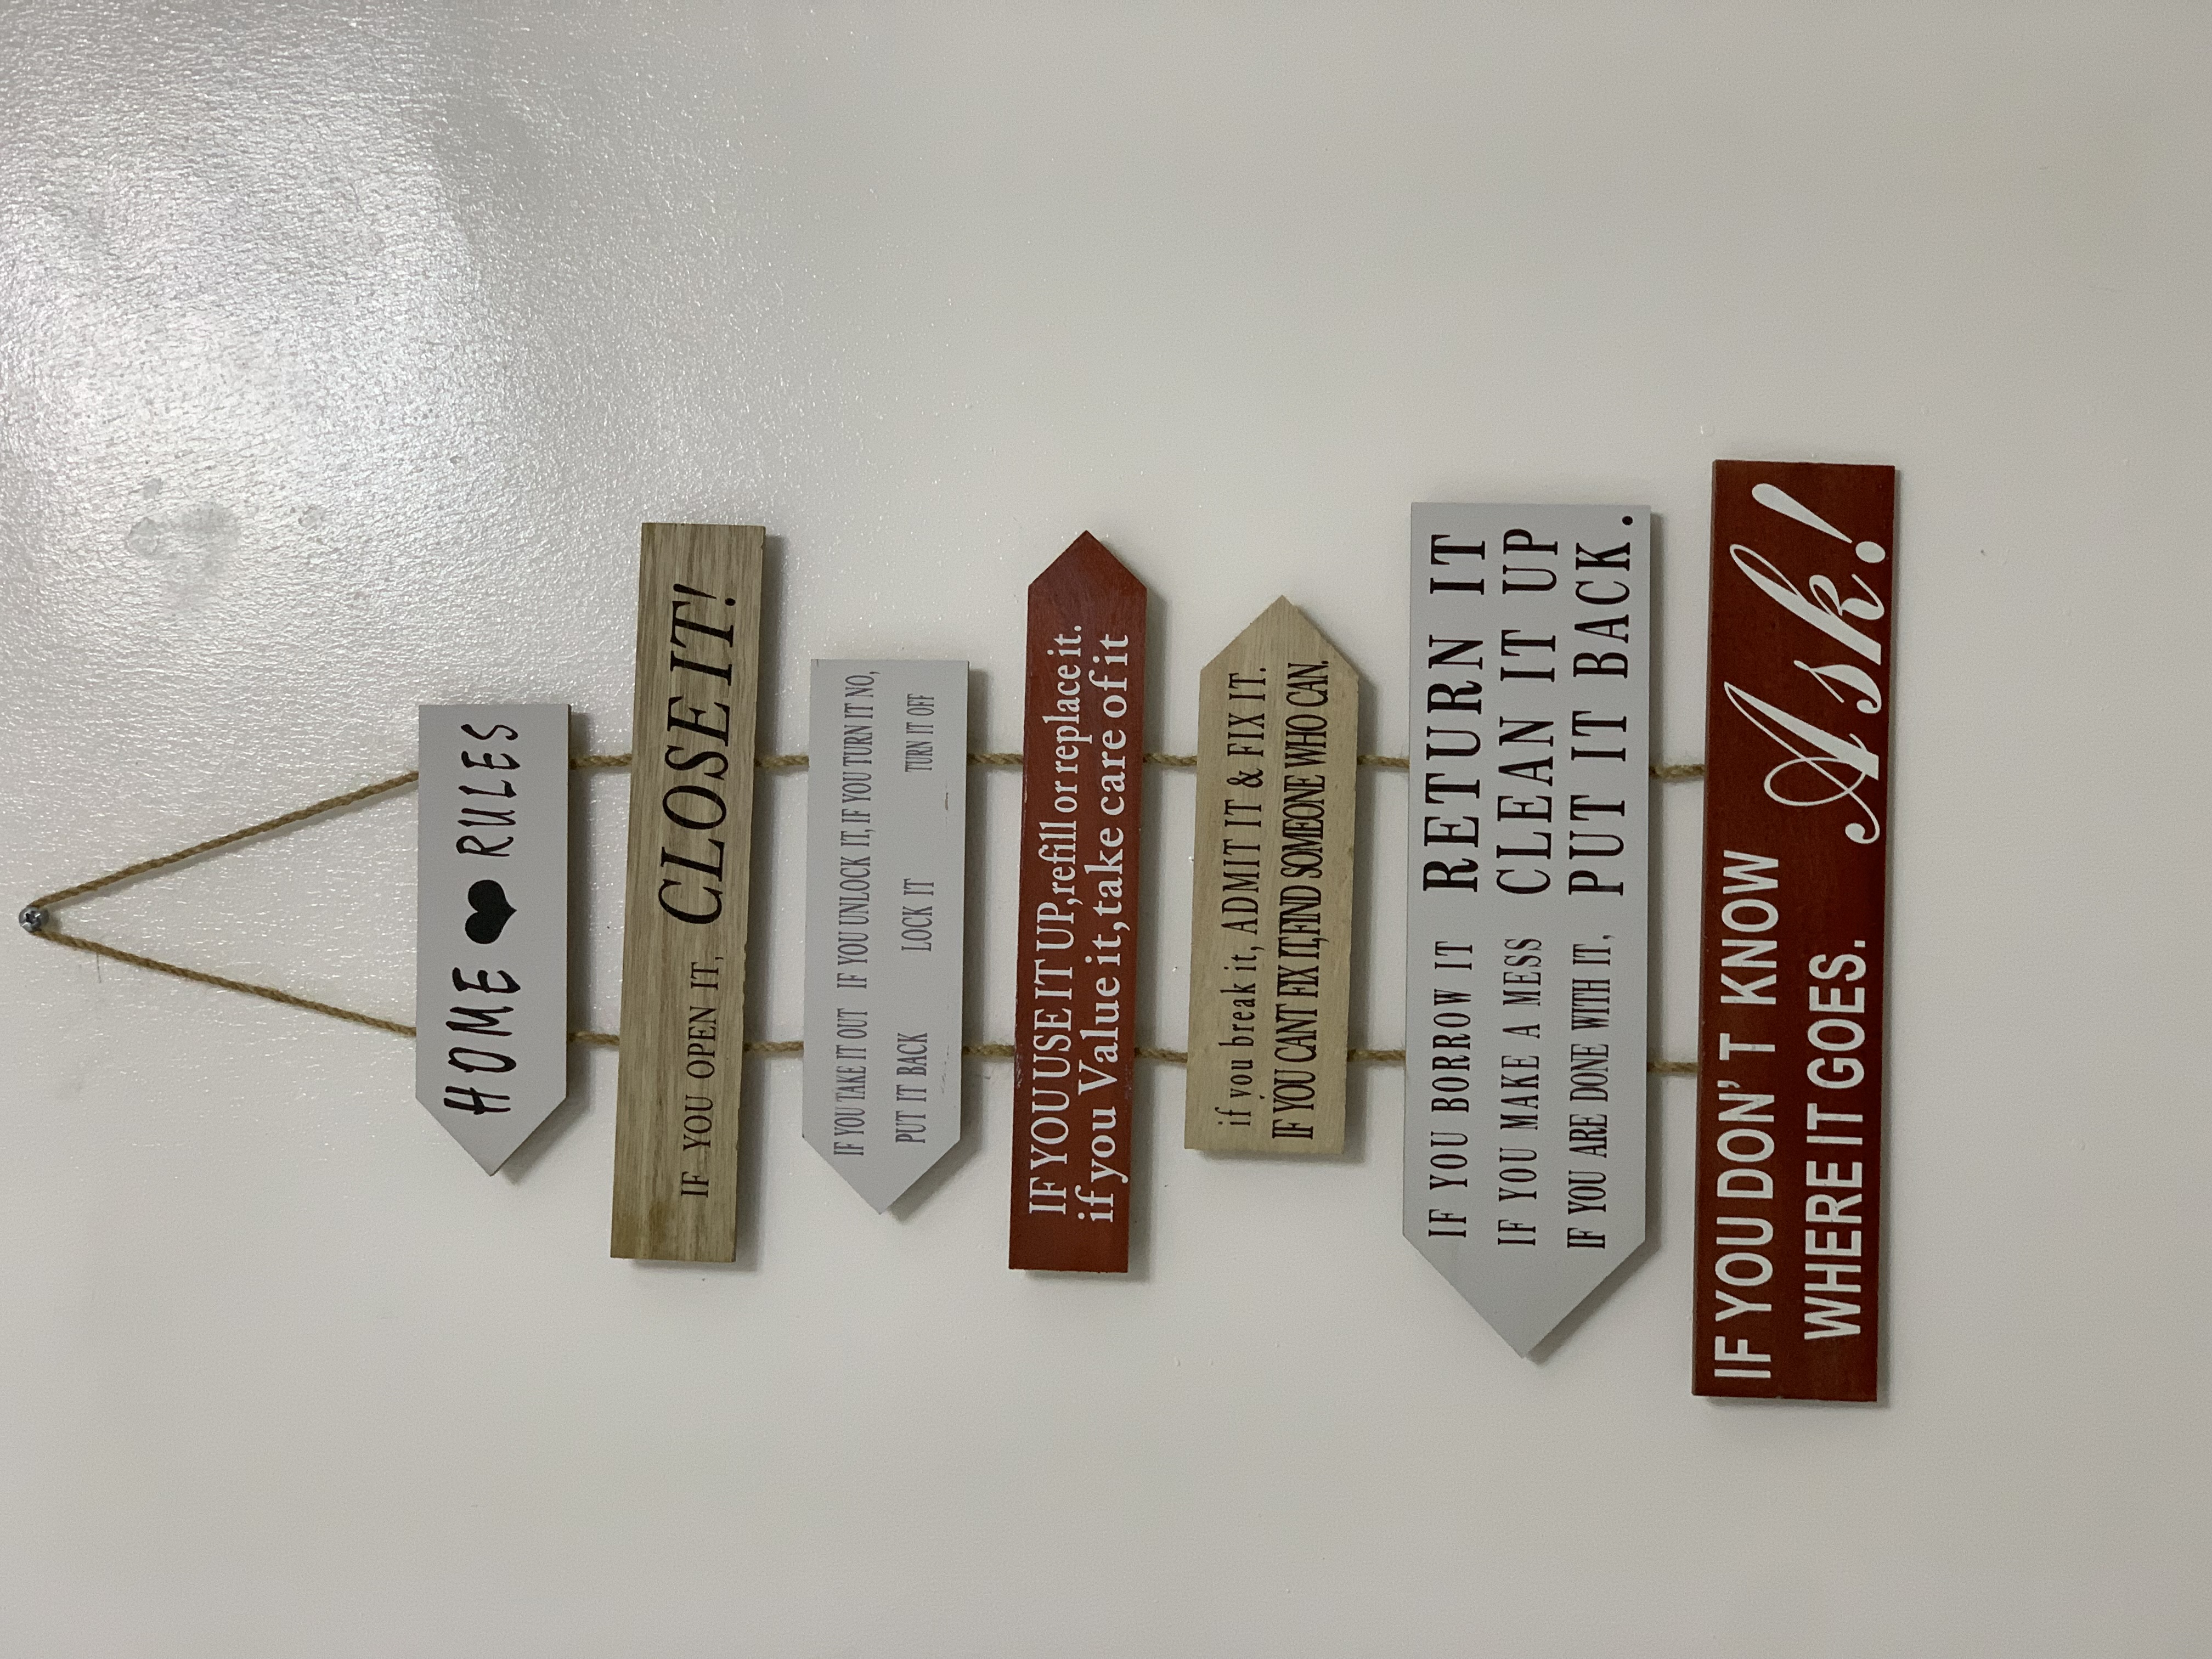 HOME ♥ RULES
IF YOU OPEN IT, CLOSE IT!
IF YOU TAKE IT OUT IF YOU UNLOCK IT, IF YOU TURN IT NO,
PUT IT BACK LOCK IT TURN IT OFF
IF YOU USE IT UP, refill or replace it.
if you Value it, take care of it
if you break it, ADMIT IT & FIX IT.
IF YOU CANT FIX IT,FIND SOMEONE WHO CAN.
IF YOU BORROW IT RETURN IT
IF YOU MAKE A MESS CLEAN IT UP
IF YOU ARE DONE WITH IT, PUT IT BACK.
IF YOU DON'T KNOW
WHERE IT GOES. Ask!